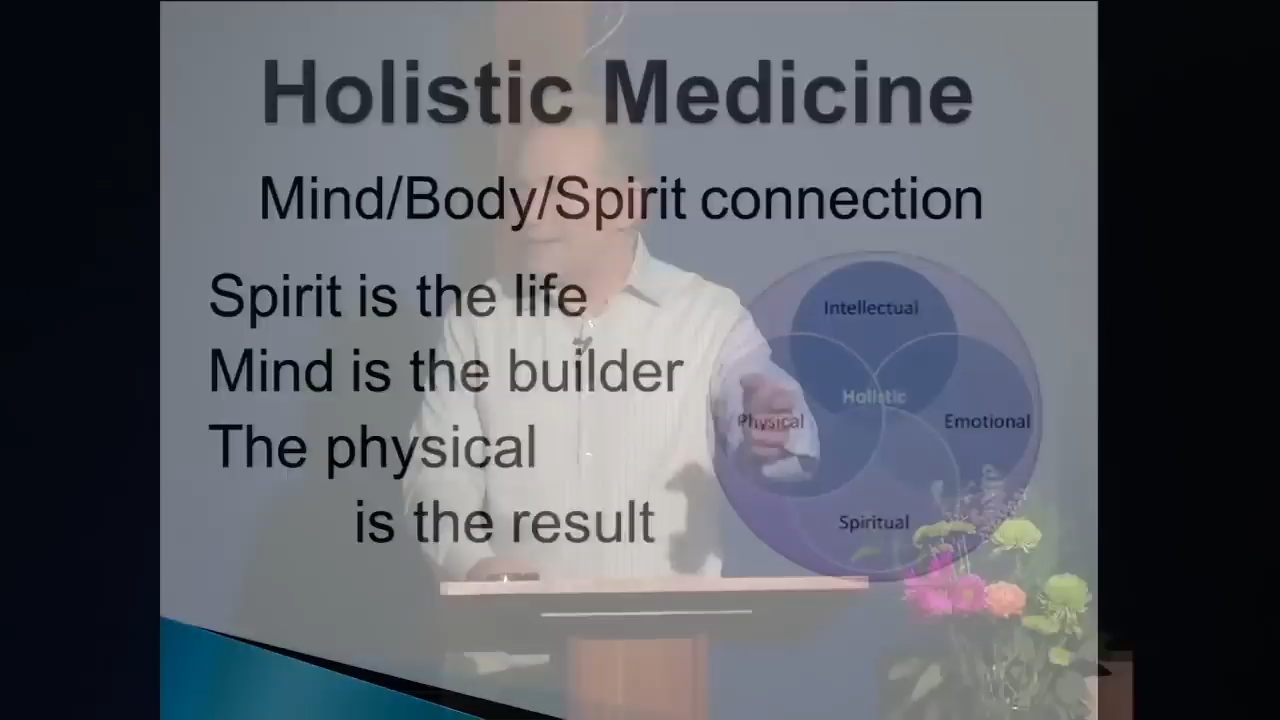 Holistic Medicine
Mind/Body/Spirit connection
Spirit is the life
Mind is the builder
The physical
is the result
Intellectual
Holistic
Physical
Emotional
Spiritual